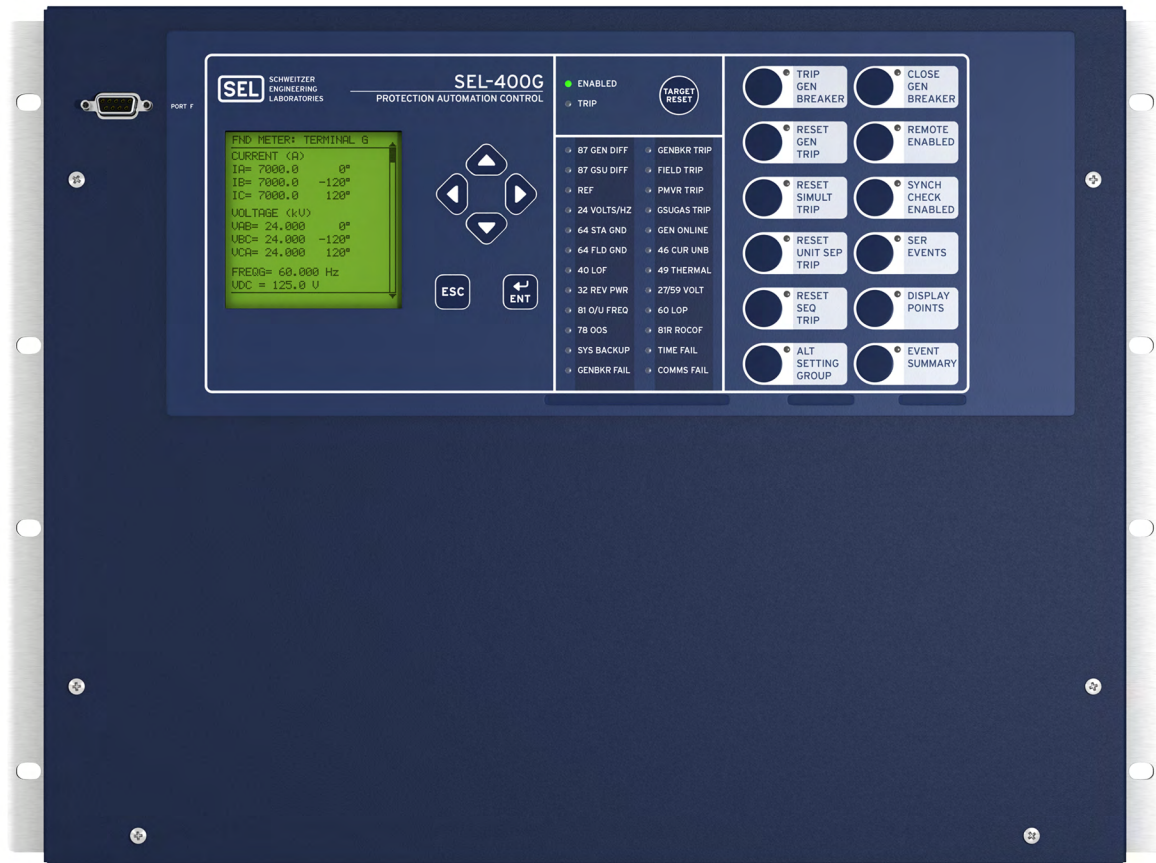 PORT F
SEL
SCHWEITZER
ENGINEERING
LABORATORIES
SEL-400G
PROTECTION AUTOMATION CONTROL
FND METER: TERMINAL G
CURRENT (A)
IA= 7000.0 0°
IB= 7000.0 -120°
IC= 7000.0 120°
VOLTAGE (kV)
VAB= 24.000 0°
VBC= 24.000 -120°
VCA= 24.000 120°
FREQG= 60.000 Hz
VDC = 125.0 V
ESC
ENT
ENABLED
TRIP
TARGET
RESET
87 GEN DIFF
87 GSU DIFF
REF
24 VOLTS/HZ
64 STA GND
64 FLD GND
40 LOF
32 REV PWR
81 O/U FREQ
78 OOS
SYS BACKUP
GENBKR FAIL
GENBKR TRIP
FIELD TRIP
PMVR TRIP
GSUGAS TRIP
GEN ONLINE
46 CUR UNB
49 THERMAL
27/59 VOLT
60 LOP
81R ROCOF
TIME FAIL
COMMS FAIL
TRIP
GEN
BREAKER
RESET
GEN
TRIP
RESET
SIMULT
TRIP
RESET
UNIT SEP
TRIP
RESET
SEQ
TRIP
ALT
SETTING
GROUP
CLOSE
GEN
BREAKER
REMOTE
ENABLED
SYNCH
CHECK
ENABLED
SER
EVENTS
DISPLAY
POINTS
EVENT
SUMMARY